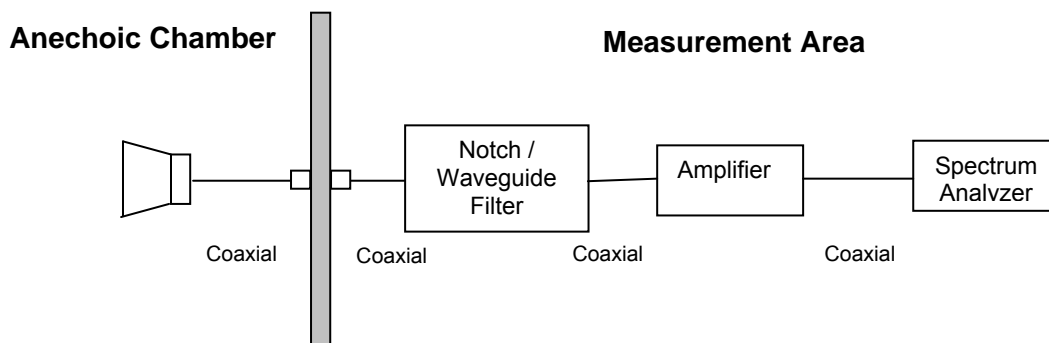 Anechoic Chamber
Measurement Area
Notch /
Waveguide
Filter
Amplifier
Spectrum
Analvzer
Coaxial
Coaxial
Coaxial
Coaxial